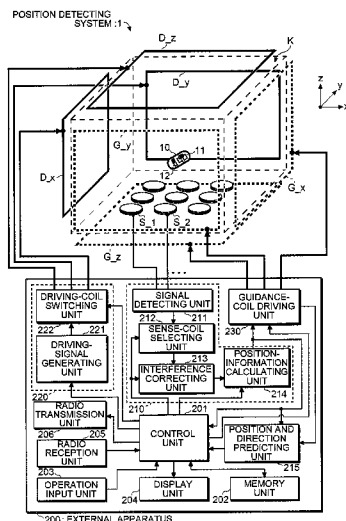 POSITION DETECTING
SYSTEM :1
D_z
K
D_y
z
y
x
G_y
10
11
12
D_x
G_x
S_1
S_2
G_z
DRIVING-COIL
SWITCHING
UNIT
222
221
DRIVING-
SIGNAL
GENERATING
UNIT
220
SIGNAL
DETECTING UNIT
211
212
SENSE-COIL
SELECTING
UNIT
213
INTERFERENCE
CORRECTING
UNIT
210
GUIDANCE-
COIL DRIVING
UNIT
230
POSITION-
INFORMATION
CALCULATING
UNIT
214
201
CONTROL
UNIT
RADIO
TRANSMISSION
UNIT
206
205
RADIO
RECEPTION
UNIT
203
OPERATION
INPUT UNIT
DISPLAY
UNIT
204
POSITION AND
DIRECTION
PREDICTING
UNIT
215
MEMORY
UNIT
202
200 : EXTERNAL APPARATUS